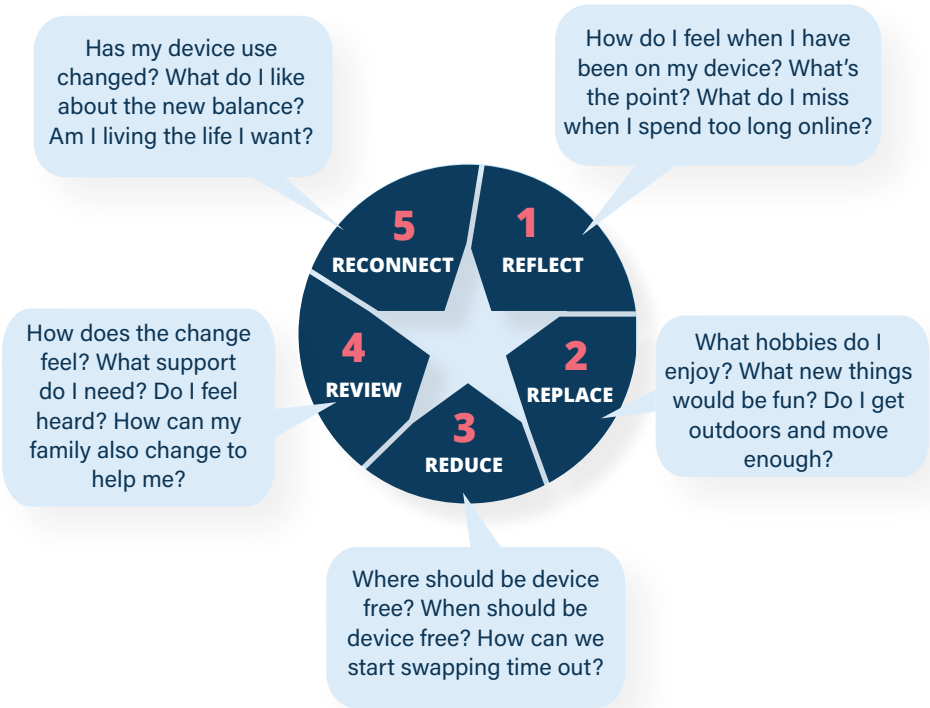 Has my device use
changed? What do I like
about the new balance?
Am I living the life I want?
How do I feel when I have
been on my device? What’s
the point? What do I miss
when I spend too long online?
5
RECONNECT
1
REFLECT
How does the change
feel? What support
do I need? Do I feel
heard? How can my
family also change to
help me?
4
REVIEW
2
REPLACE
What hobbies do I
enjoy? What new things
would be fun? Do I get
outdoors and move
enough?
3
REDUCE
Where should be device
free? When should be
device free? How can we
start swapping time out?